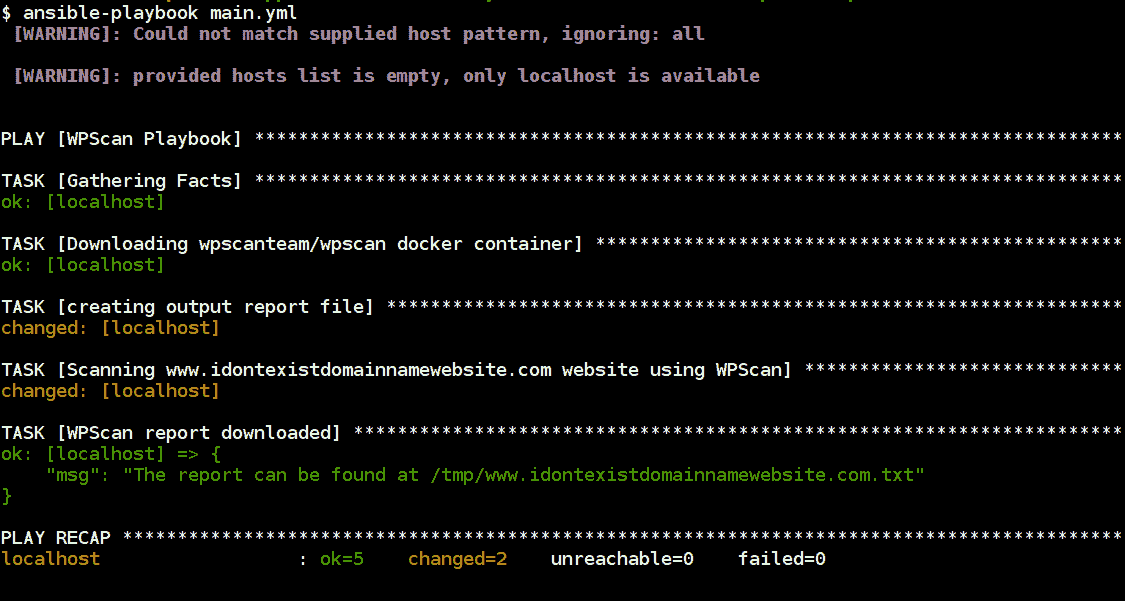 $ ansible-playbook main.yml
[WARNING]: Could not match supplied host pattern, ignoring: all
[WARNING]: provided hosts list is empty, only localhost is available
PLAY [WPScan Playbook] *******************************************************************************
TASK [Gathering Facts] *******************************************************************************
ok: [localhost]
TASK [Downloading wpscanteam/wpscan docker container] ************************************************
ok: [localhost]
TASK [creating output report file] *******************************************************************
changed: [localhost]
TASK [Scanning www.idontexistdomainnamewebsite.com website using WPScan] *****************************
changed: [localhost]
TASK [WPScan report downloaded] **********************************************************************
ok: [localhost] => {
    "msg": "The report can be found at /tmp/www.idontexistdomainnamewebsite.com.txt"
}
PLAY RECAP *******************************************************************************************
localhost                  : ok=5    changed=2    unreachable=0    failed=0